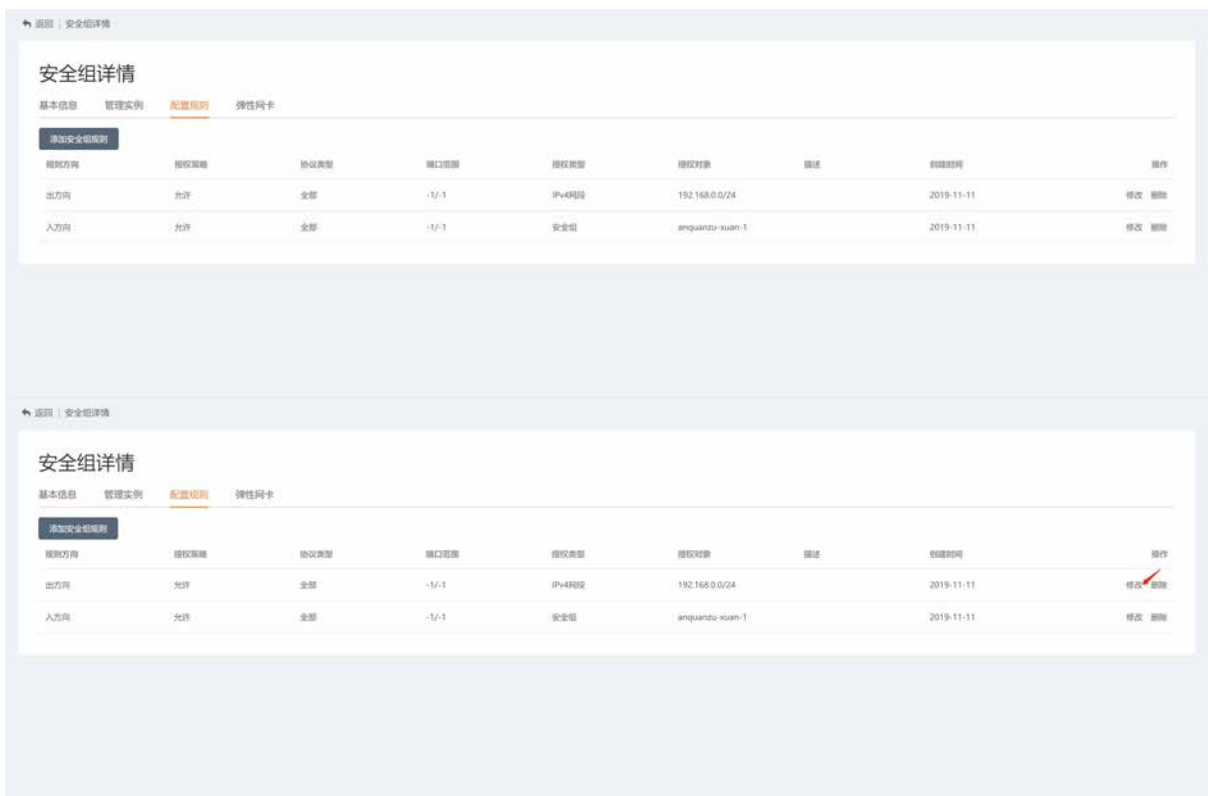 返回 | 安全组详情
安全组详情
基本信息 管理实例 配置规则 弹性网卡
添加安全组规则
规则方向 授权策略 协议类型 端口范围 授权类型 授权对象 描述 创建时间 操作
出方向 允许 全部 -1/-1 IPv4网段 192.168.0.0/24 2019-11-11 修改 删除
入方向 允许 全部 -1/-1 安全组 anquanzu-xuan-1 2019-11-11 修改 删除
返回 | 安全组详情
安全组详情
基本信息 管理实例 配置规则 弹性网卡
添加安全组规则
规则方向 授权策略 协议类型 端口范围 授权类型 授权对象 描述 创建时间 操作
出方向 允许 全部 -1/-1 IPv4网段 192.168.0.0/24 2019-11-11 修改 删除
入方向 允许 全部 -1/-1 安全组 anquanzu-xuan-1 2019-11-11 修改 删除